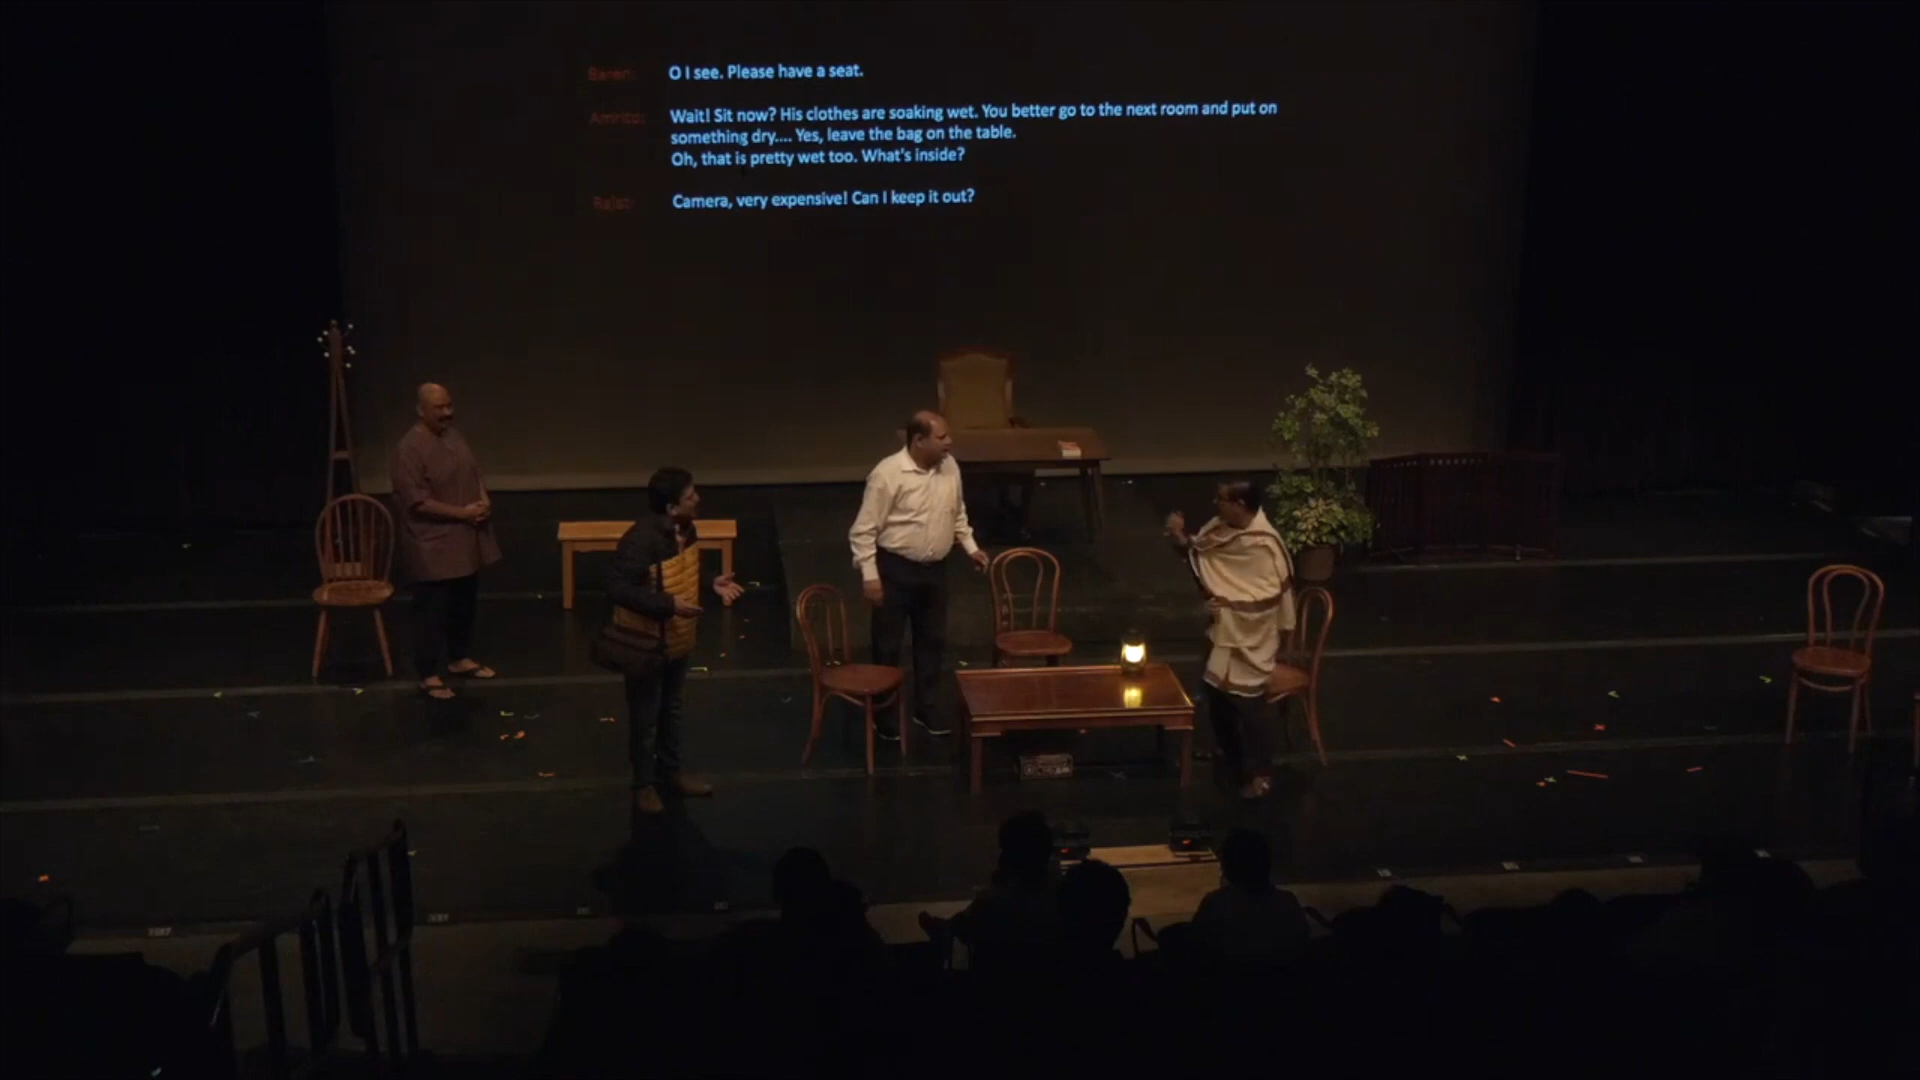 Baren: O I see. Please have a seat.
Amrita: Wait! Sit now? His clothes are soaking wet. You better go to the next room and put on
something dry.... Yes, leave the bag on the table.
Oh, that is pretty wet too. What's inside?
Camera, very expensive! Can I keep it out?